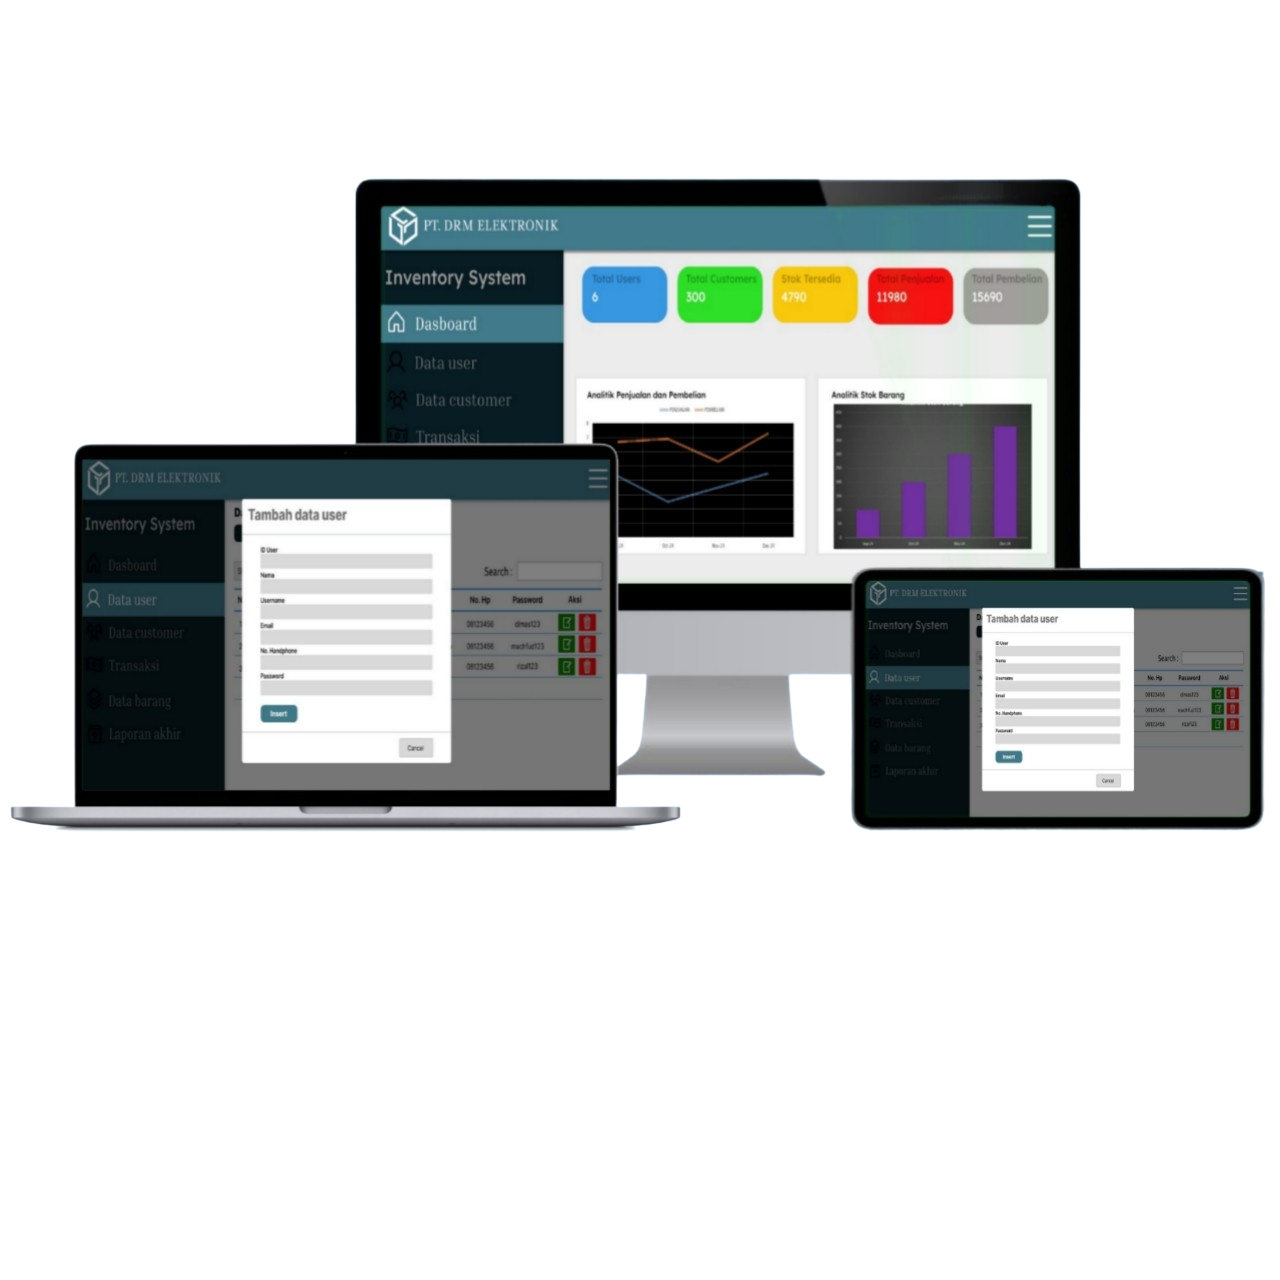 PT. DRM ELEKTRONIK
Inventory System
Dasboard
Data user
Data customer
Transaksi
Total Users
6
Total Customers
300
Stok Tersedia
4790
Total Penjualan
11980
Total Pembelian
15690
Analitik Penjualan dan Pembelian
Analitik Stok Barang
PT. DRM ELEKTRONIK
Inventory System
Dasboard
Data user
Data customer
Transaksi
Data barang
Laporan akhir
Tambah data user
ID User
Nama
Username
Email
No. Handphone
Password
Insert
Cancel
Search :
No. Hp Password Aksi
08123456 dimas123
08123456
08123456 rizal123
PT. DRM ELEKTRONIK
Inventory System
Dasboard
Data user
Data customer
Transaksi
Data barang
Laporan akhir
Tambah data user
ID User
Nama
Username
Email
No. Handphone
Password
Insert
Cancel
Search :
No. Hp Password Aksi
08123456 dimas123
08123456
08123456 rizal123